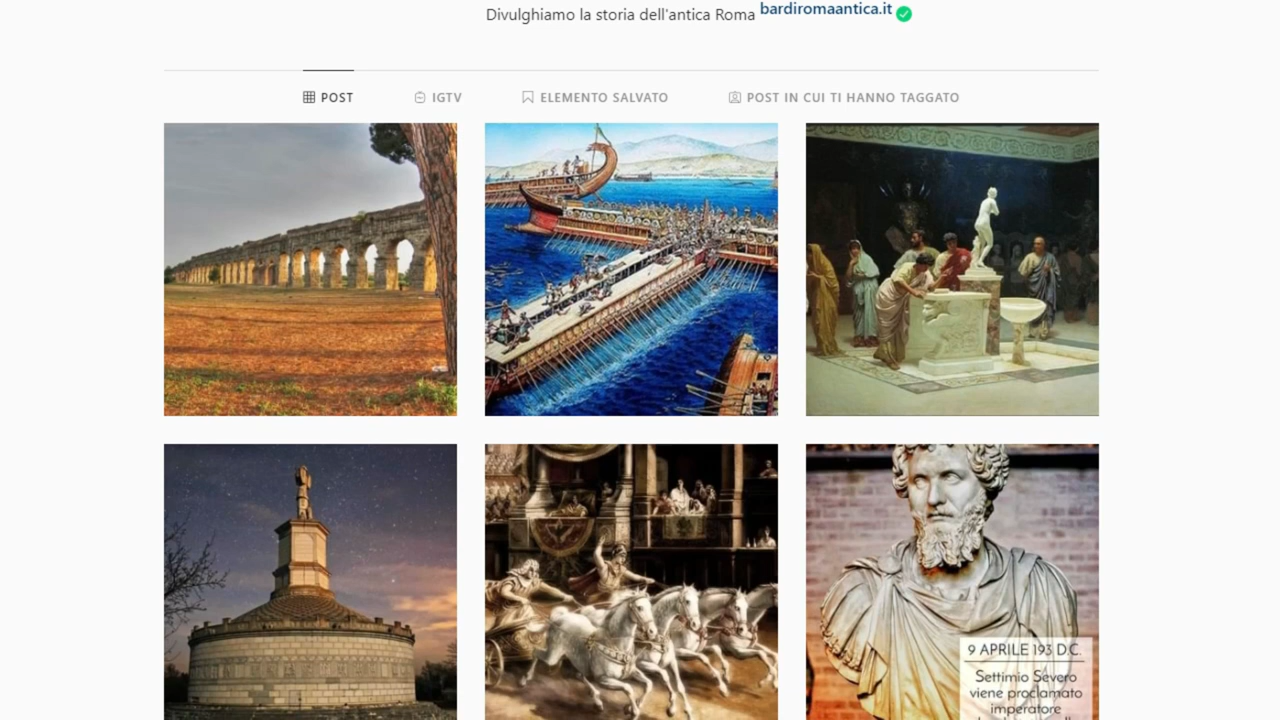 Divulghiamo la storia dell'antica Roma bardiromaantica.it
POST IGTV ELEMENTO SALVATO POST IN CUI TI HANNO TAGGATO
9 APRILE 193 D.C.
Settimio Severo
viene proclamato
imperatore